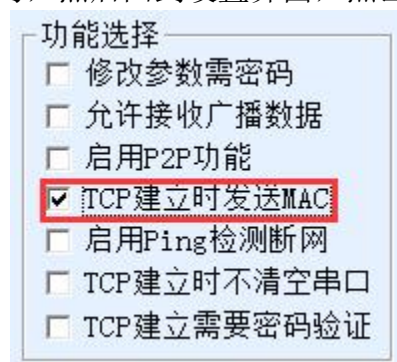 功能选择
修改参数需密码
允许接收广播数据
启用P2P功能
TCP建立时发送MAC
启用Ping检测断网
TCP建立时不清空串口
TCP建立需要密码验证